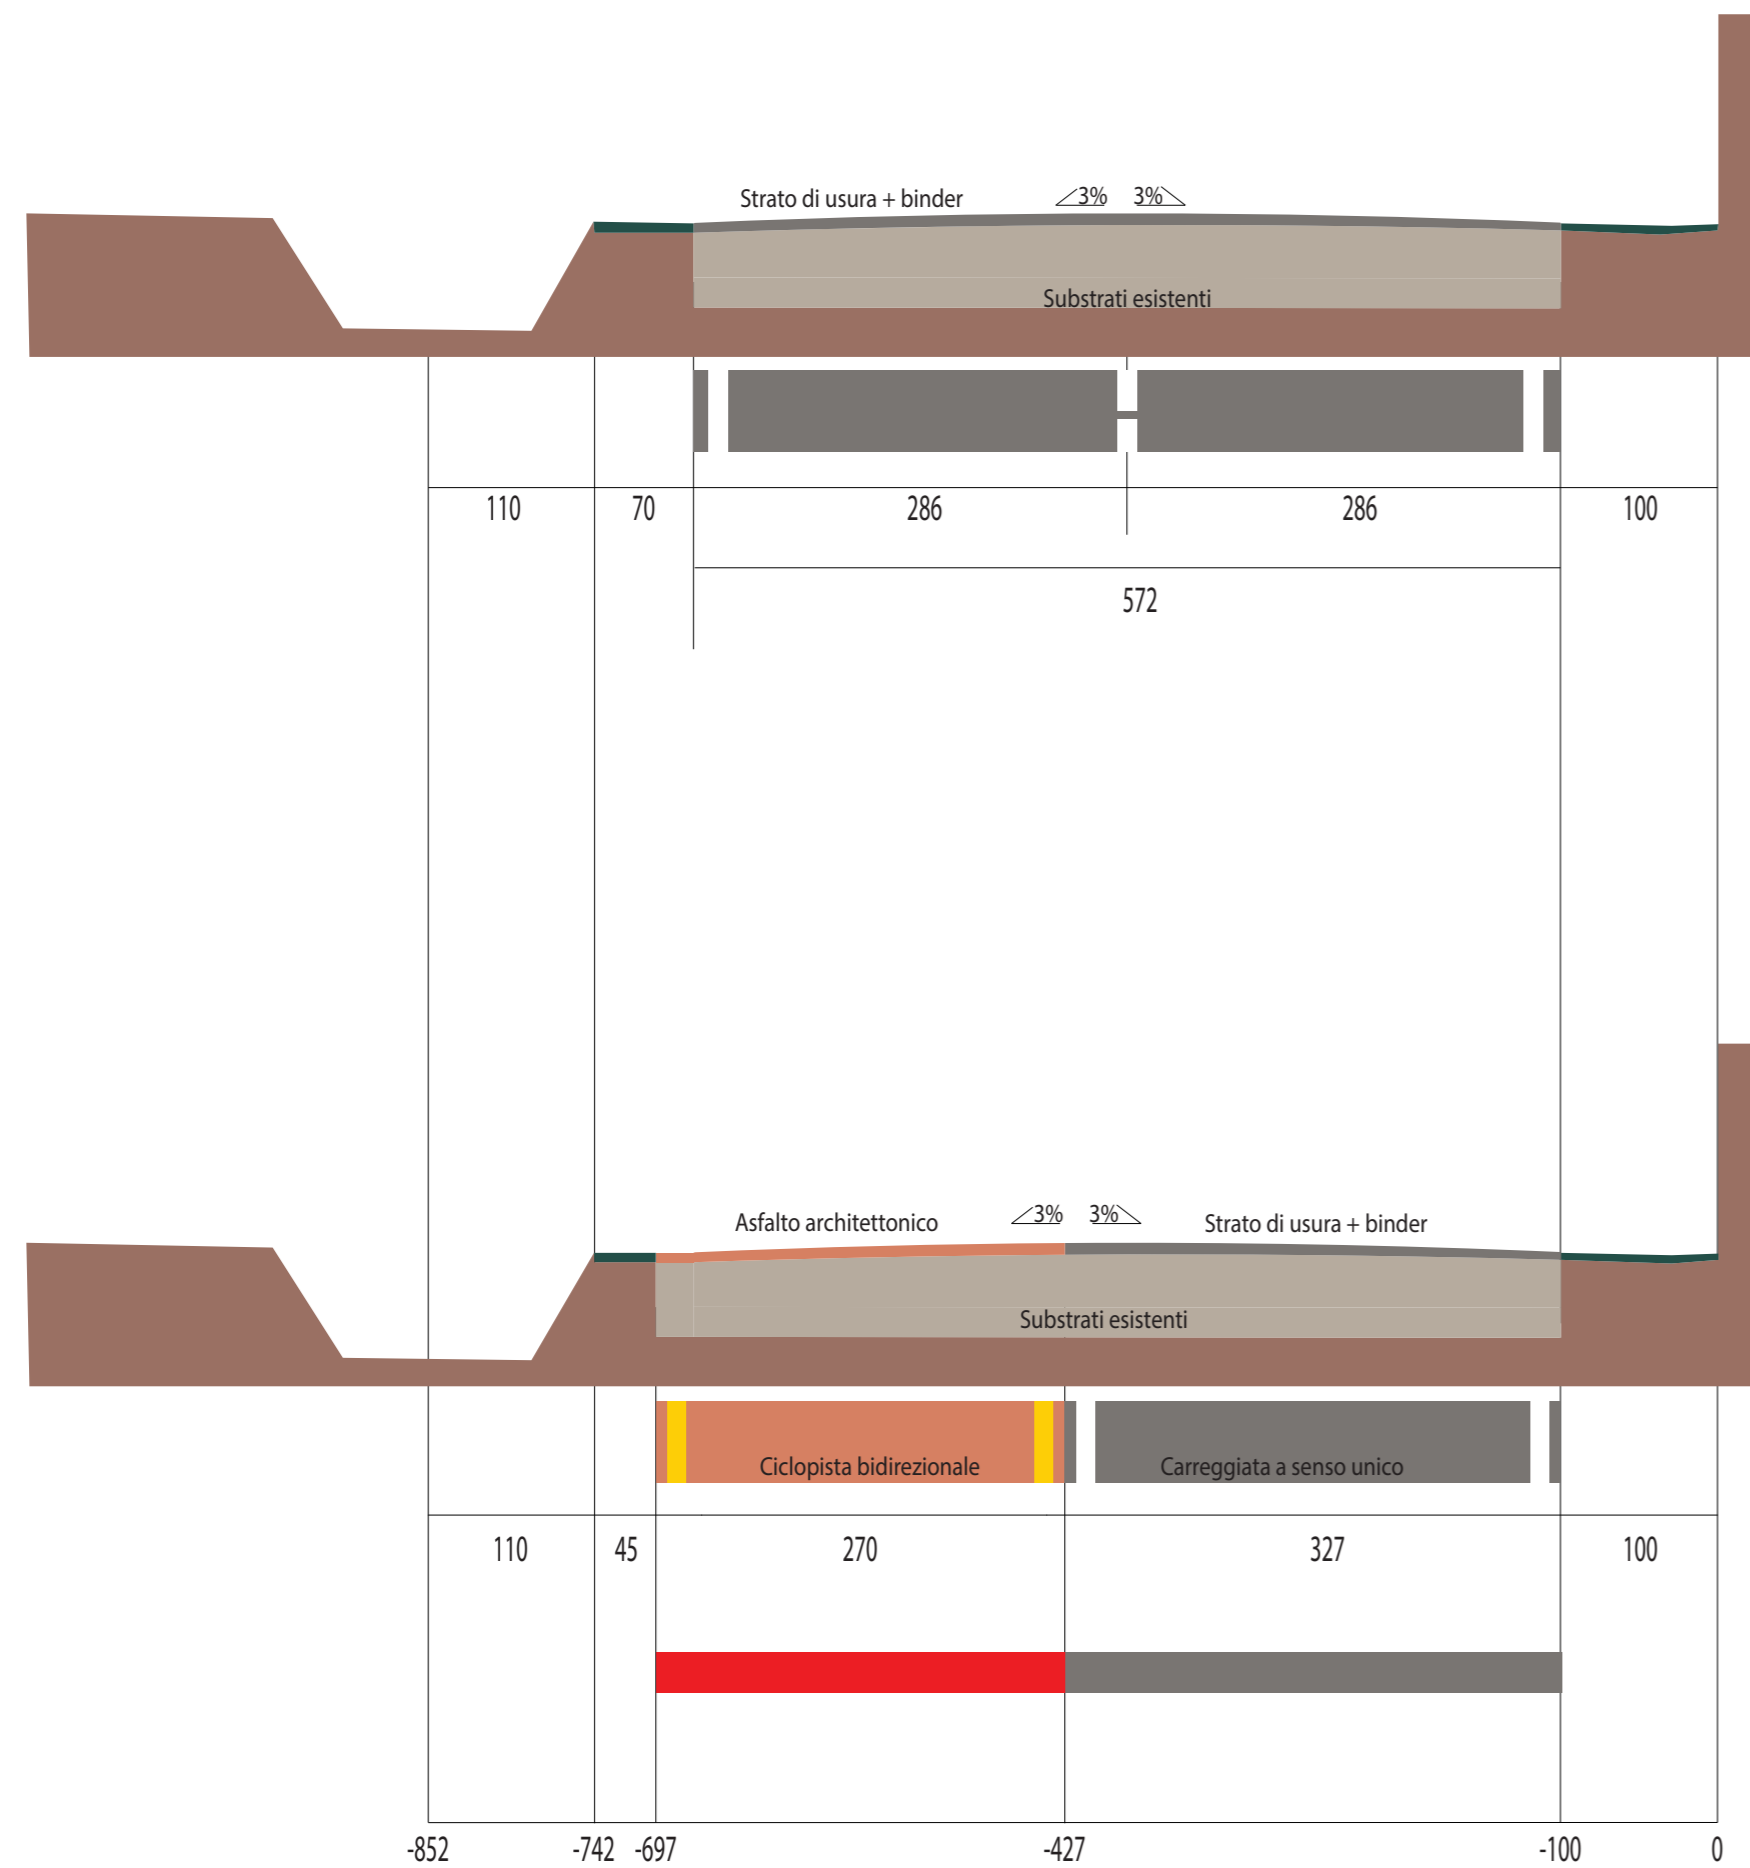 Strato di usura + binder 3% 3%
Substrati esistenti
110 70 286 286 100
572
Asfalto architettonico 3% 3% Strato di usura + binder
Substrati esistenti
Ciclopista bidirezionale Carreggiata a senso unico
110 45 270 327 100
-852 -742 -697 -427 -100 0